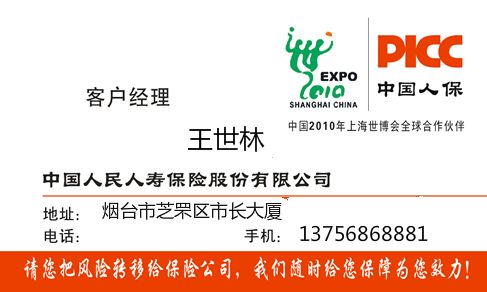 EXPO
2010
SHANGHAI CHINA
PICC
中国人保
中国2010年上海世博会全球合作伙伴
客户经理
王世林
中国人民人寿保险股份有限公司
地址: 烟台市芝罘区市长大厦
电话: 手机: 13756868881
请您把风险转移给保险公司，我们随时给您保障为您效力!